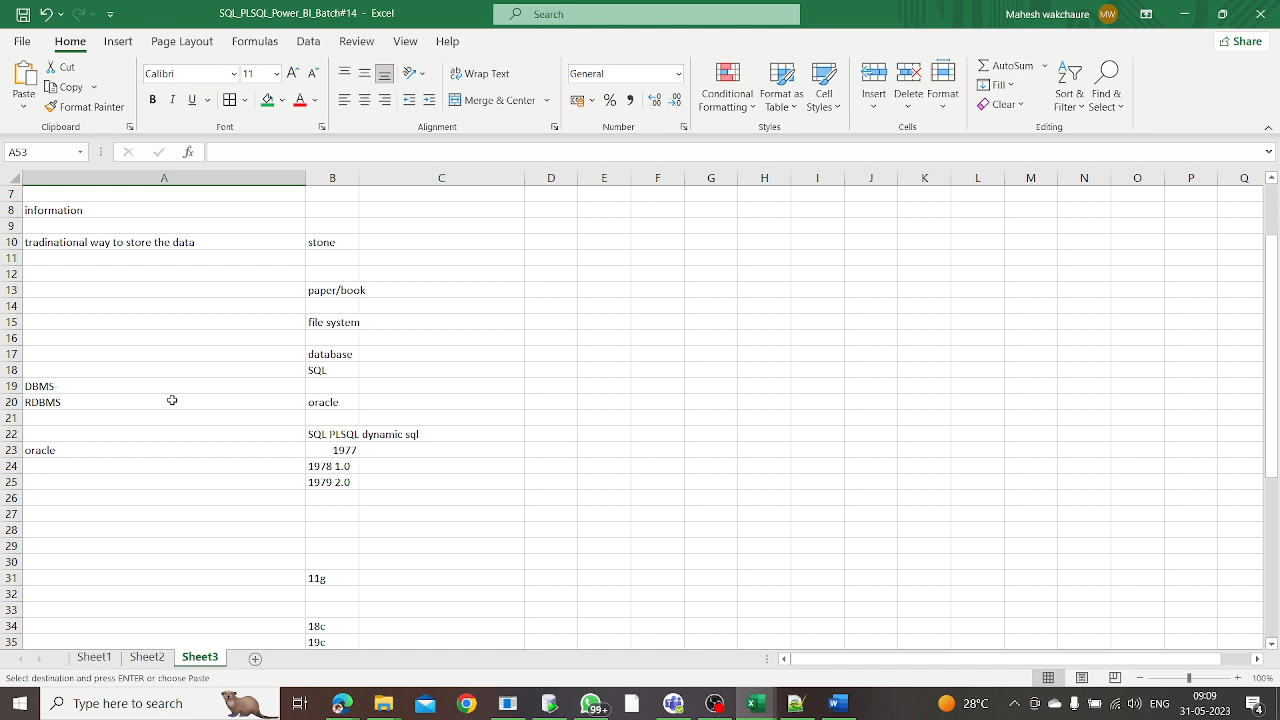 SQL_PLSQL_Power_BI_Batch#14 - Excel
Search
Mahesh wakchaure MW
File Home Insert Draw Page Layout Formulas Data Review View Help
Share
Paste
Cut
Copy
Format Painter
Clipboard
Calibri 11
B I U
Font
Wrap Text
Merge & Center
Alignment
General
Number
Conditional Formatting
Format as Table
Cell Styles
Styles
Insert Delete Format
Cells
AutoSum
Fill
Clear
Sort & Filter
Find & Select
Editing
A53 fx
A B C D E F G H I J K L M N O P Q
7
8 information
9
10 tradinational way to store the data stone
11
12
13 paper/book
14
15 file system
16
17 database
18 SQL
19 DBMS-
20 RDBMS oracle
21
22 SQL PLSQL dynamic sql
23 oracle 1977
24 1978 1.0
25 1979 2.0
26
27
28
29
30
31 11g
32
33
34 18c
35 19c
Sheet1 Sheet2 Sheet3
Select destination and press ENTER or choose Paste
100%
Type here to search
99+
28°C
ENG
09:09
31-05-2023
4